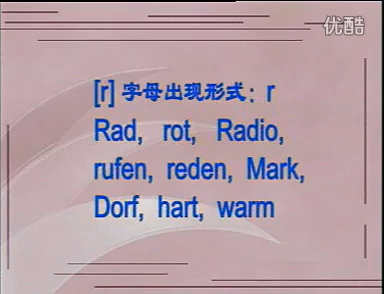 优酷
[r] 字母出现形式: r
Rad, rot, Radio,
rufen, reden, Mark,
Dorf, hart, warm